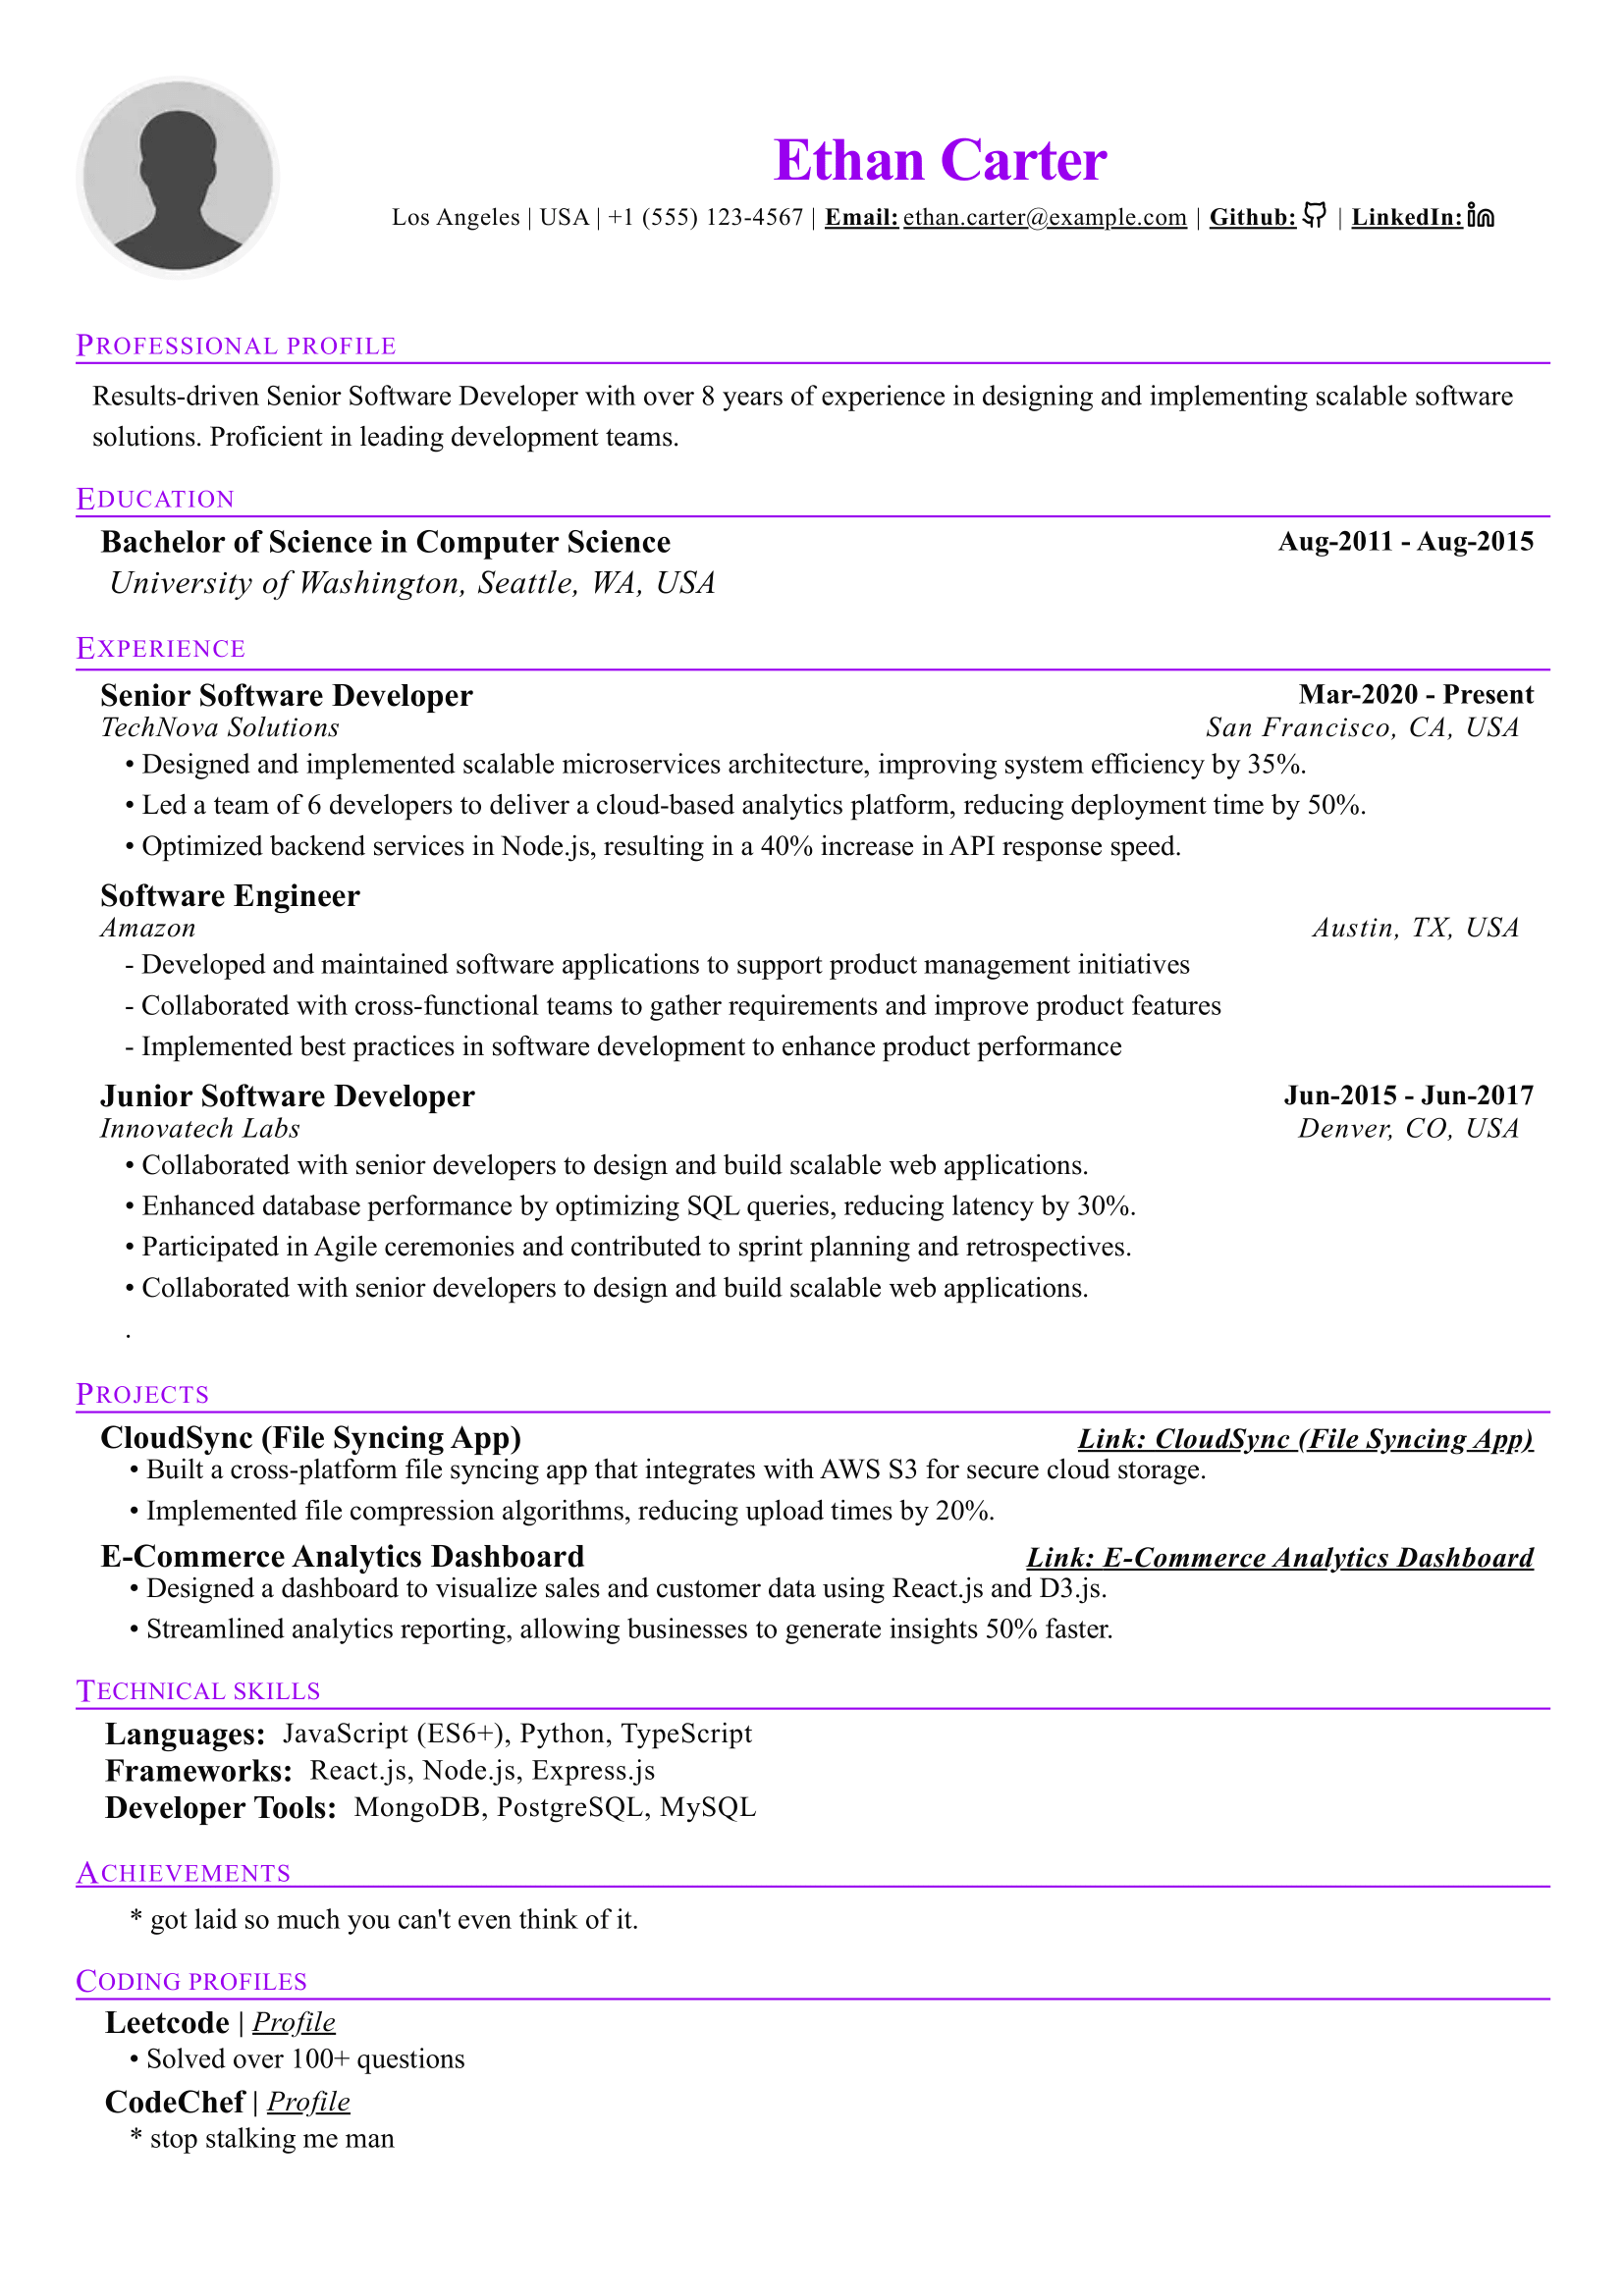 Ethan Carter
Los Angeles | USA | +1 (555) 123-4567 | Email: ethan.carter@example.com | Github: | LinkedIn:
PROFESSIONAL PROFILE
Results-driven Senior Software Developer with over 8 years of experience in designing and implementing scalable software
solutions. Proficient in leading development teams.
EDUCATION
Bachelor of Science in Computer Science Aug-2011 - Aug-2015
University of Washington, Seattle, WA, USA
EXPERIENCE
Senior Software Developer Mar-2020 - Present
TechNova Solutions San Francisco, CA, USA
• Designed and implemented scalable microservices architecture, improving system efficiency by 35%.
• Led a team of 6 developers to deliver a cloud-based analytics platform, reducing deployment time by 50%.
• Optimized backend services in Node.js, resulting in a 40% increase in API response speed.
Software Engineer
Amazon Austin, TX, USA
- Developed and maintained software applications to support product management initiatives
- Collaborated with cross-functional teams to gather requirements and improve product features
- Implemented best practices in software development to enhance product performance
Junior Software Developer Jun-2015 - Jun-2017
Innovatech Labs Denver, CO, USA
• Collaborated with senior developers to design and build scalable web applications.
• Enhanced database performance by optimizing SQL queries, reducing latency by 30%.
• Participated in Agile ceremonies and contributed to sprint planning and retrospectives.
• Collaborated with senior developers to design and build scalable web applications.
.
PROJECTS
CloudSync (File Syncing App) Link: CloudSync (File Syncing App)
• Built a cross-platform file syncing app that integrates with AWS S3 for secure cloud storage.
• Implemented file compression algorithms, reducing upload times by 20%.
E-Commerce Analytics Dashboard Link: E-Commerce Analytics Dashboard
• Designed a dashboard to visualize sales and customer data using React.js and D3.js.
• Streamlined analytics reporting, allowing businesses to generate insights 50% faster.
TECHNICAL SKILLS
Languages: JavaScript (ES6+), Python, TypeScript
Frameworks: React.js, Node.js, Express.js
Developer Tools: MongoDB, PostgreSQL, MySQL
ACHIEVEMENTS
* got laid so much you can't even think of it.
CODING PROFILES
Leetcode | Profile
• Solved over 100+ questions
CodeChef | Profile
* stop stalking me man